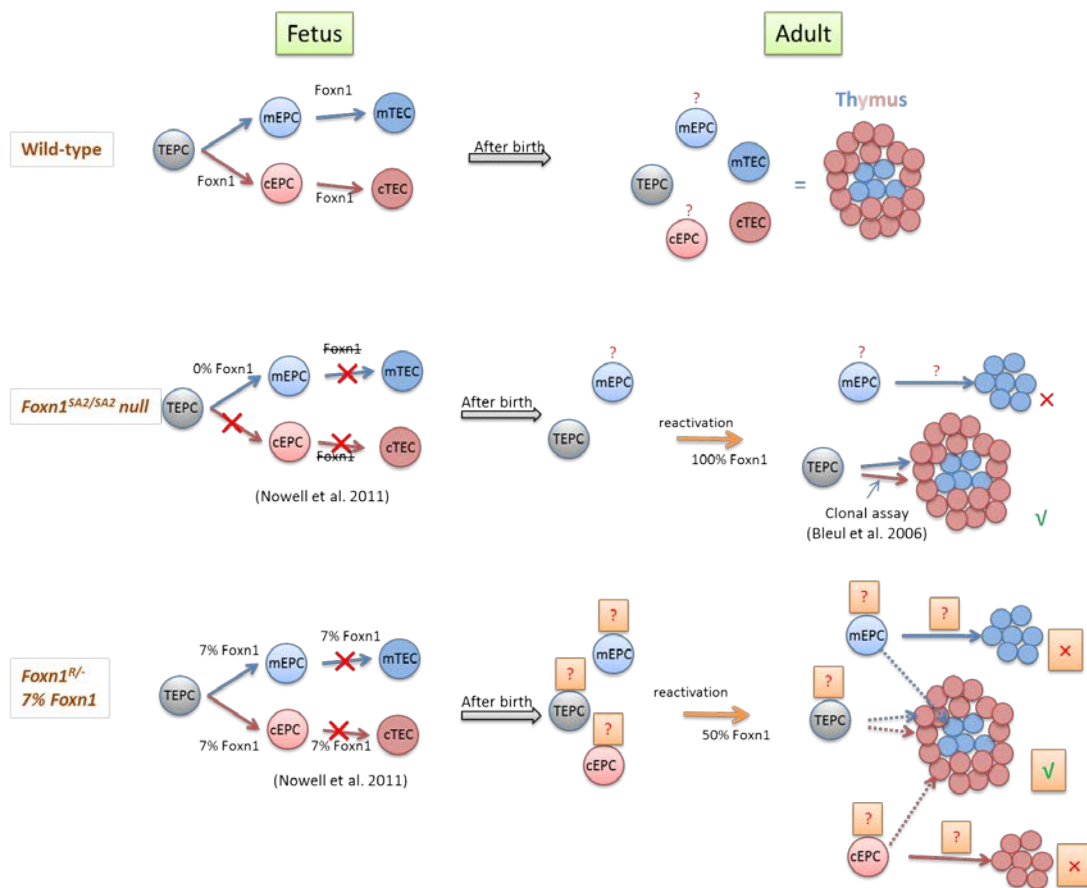 Fetus
Adult
Wild-type
TEPC
mEPC
Foxn1
mTEC
Foxn1
cEPC
Foxn1
cTEC
After birth
?
mEPC
mTEC
TEPC
?
cEPC
cTEC
=
Thymus
Foxn1^SA2/SA2 null
TEPC
0% Foxn1
mEPC
Foxn1
mTEC
cEPC
Foxn1
cTEC
(Nowell et al. 2011)
After birth
?
mEPC
TEPC
reactivation
100% Foxn1
?
mEPC
?
TEPC
Clonal assay
(Bleul et al. 2006)
√
Foxn1^R/-
7% Foxn1
TEPC
7% Foxn1
mEPC
7% Foxn1
mTEC
7% Foxn1
cEPC
7% Foxn1
cTEC
(Nowell et al. 2011)
After birth
?
mEPC
?
TEPC
?
cEPC
reactivation
50% Foxn1
?
mEPC
?
?
TEPC
√
?
cEPC
?